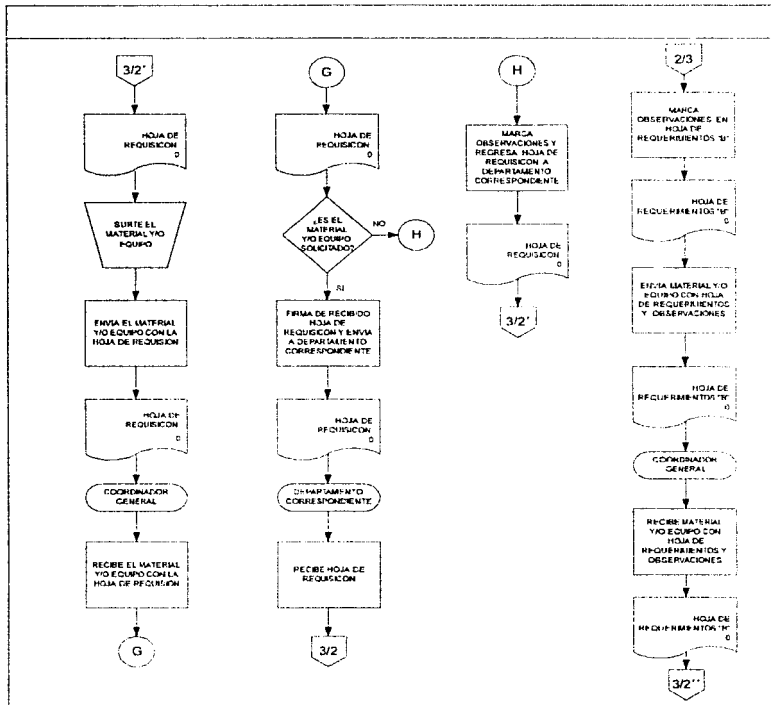 3/2'
HOJA DE
REQUISICON
0
SURTE EL
MATERIAL Y/O
EQUIPO
ENVIA EL MATERIAL
Y/O EQUIPO CON LA
HOJA DE REQUISION
HOJA DE
REQUISICON
0
COORDINADOR
GENERAL
RECIBE EL MATERIAL
Y/O EQUIPO CON LA
HOJA DE REQUISION
G
G
HOJA DE
REQUISICON
0
¿ES EL
MATERIAL
Y/O EQUIPO
SOLICITADO?
NO
H
SI
FIRMA DE RECIBIDO
HOJA DE
REQUISICON Y ENVIA
A DEPARTAMENTO
CORRESPONDIENTE
HOJA DE
REQUISICON
0
DEPARTAMENTO
CORRESPONDIENTE
RECIBE HOJA DE
REQUISICON
3/2
H
MARCA
OBSERVACIONES Y
REGRESA HOJA DE
REQUISICON A
DEPARTAMENTO
CORRESPONDIENTE
HOJA DE
REQUISICON
0
3/2'
2/3
MARCA
OBSERVACIONES EN
HOJA DE
REQUERIMIENTOS "B"
HOJA DE
REQUERIMIENTOS "B"
0
ENVIA MATERIAL Y/O
EQUIPO CON HOJA
DE REQUERIMIENTOS
Y OBSERVACIONES
HOJA DE
REQUERIMIENTOS "B"
0
COORDINADOR
GENERAL
RECIBE MATERIAL
Y/O EQUIPO CON
HOJA DE
REQUERIMIENTOS Y
OBSERVACIONES
HOJA DE
REQUERIMIENTOS "B"
0
3/2''